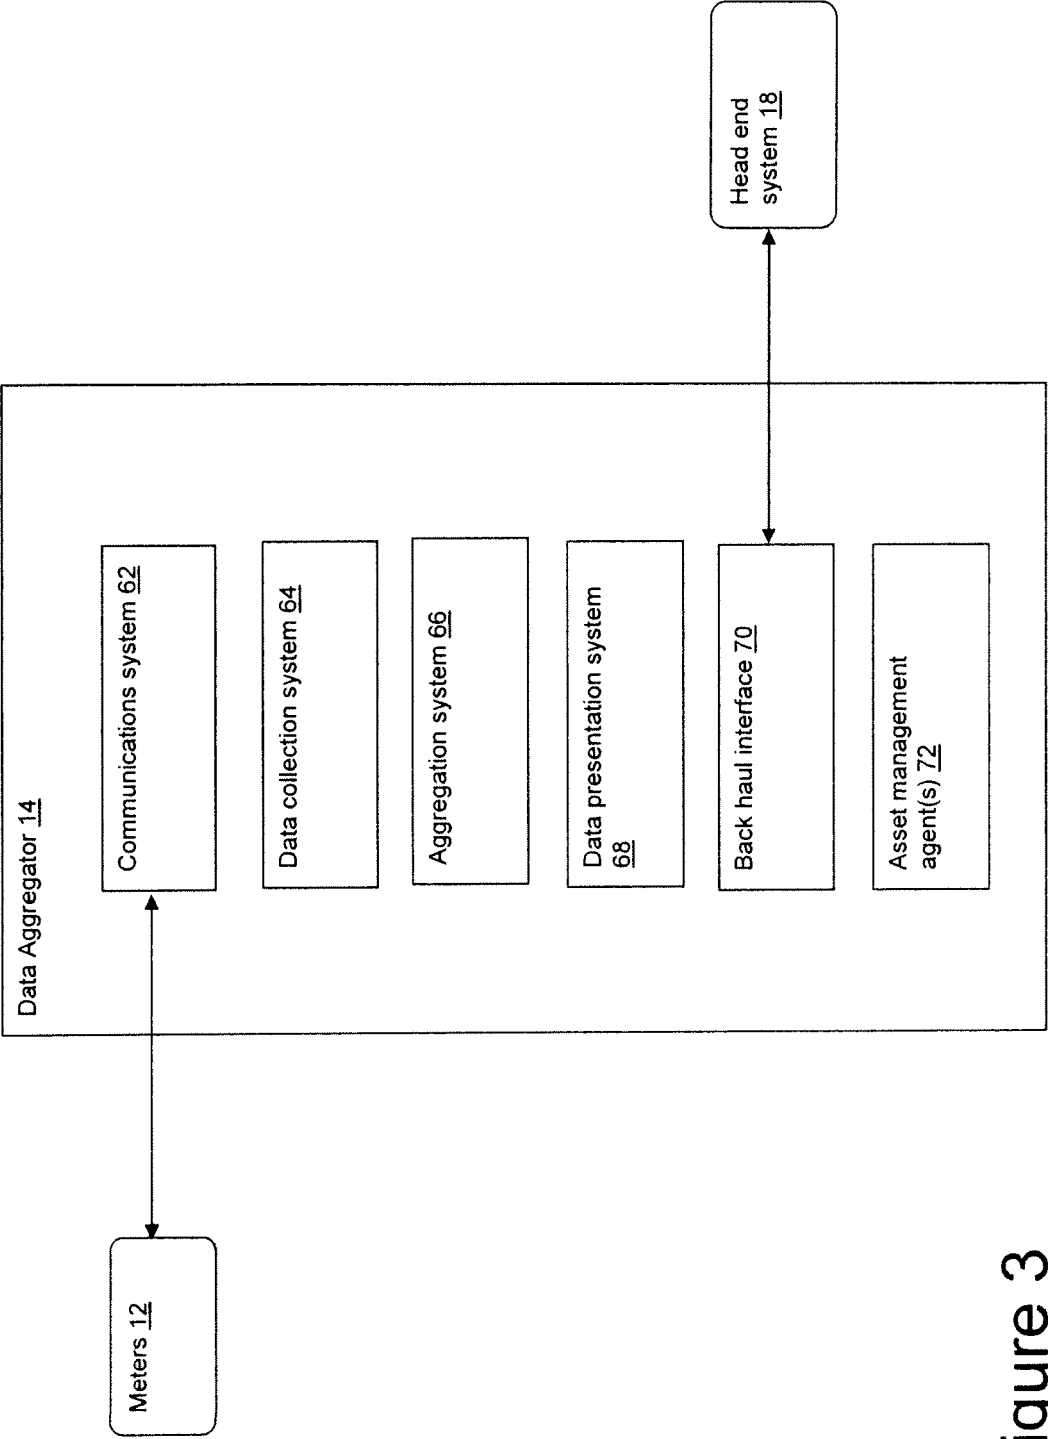 Data Aggregator 14
Meters 12
Communications system 62
Data collection system 64
Aggregation system 66
Data presentation system
68
Back haul interface 70
Asset management
agent(s) 72
Head end
system 18
igure 3